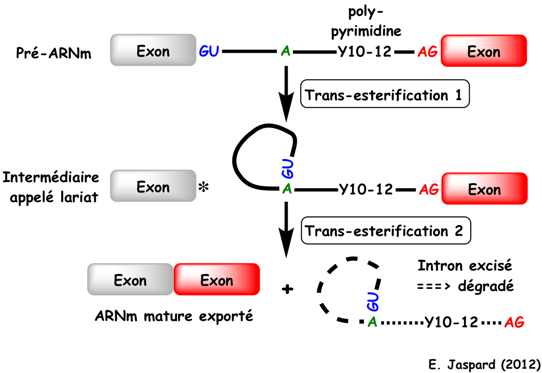 poly-
pyrimidine
Pré-ARNm Exon GU A Y10-12 AG Exon
Trans-esterification 1
GU
Intermédiaire
appelé lariat Exon * A Y10-12 AG Exon
Trans-esterification 2
Exon Exon + Intron excisé
===> dégradé
GU
ARNm mature exporté A Y10-12 AG
E. Jaspard (2012)